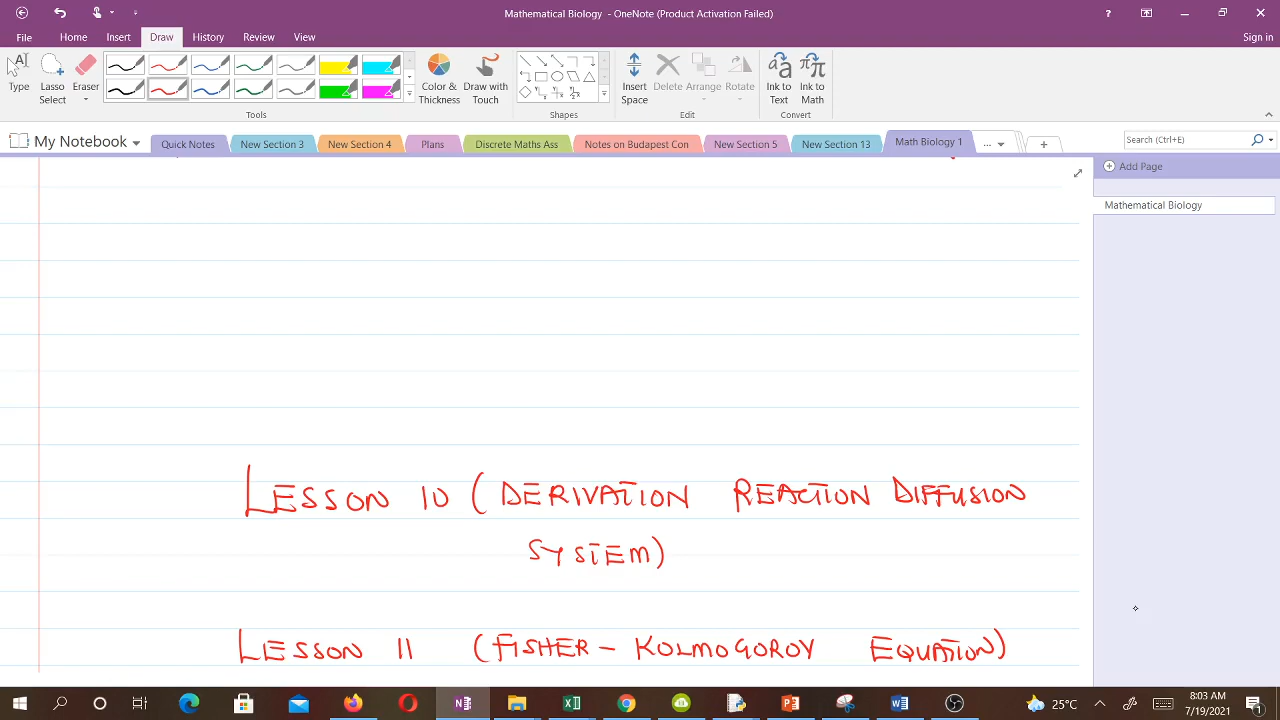 Mathematical Biology - OneNote (Product Activation Failed)
? Sign in
File Home Insert Draw History Review View
Type Lasso Select Eraser Color & Thickness Draw with Touch Insert Space Delete Arrange Rotate Ink to Text Ink to Math
Tools Shapes Edit Convert
My Notebook Quick Notes New Section 3 New Section 4 Plans Discrete Maths Ass Notes on Budapest Con New Section 5 New Section 13 Math Biology 1 ... Search (Ctrl+E)
Add Page
Mathematical Biology
LESSON 10 (DERIVATION REACTION DIFFUSION
SYSTEM)
LESSON 11 (FISHER - KOLMOGOROV EQUATION)
25°C 8:03 AM
7/19/2021